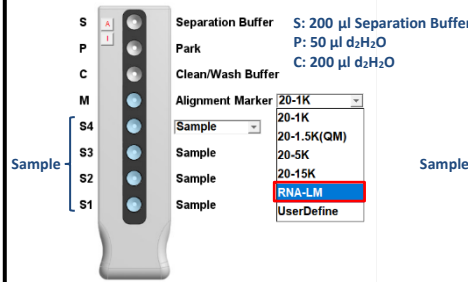 S Separation Buffer S: 200 µl Separation Buffer
A
I
P Park P: 50 µl d₂H₂O
C Clean/Wash Buffer C: 200 µl d₂H₂O
M Alignment Marker 20-1K
20-1K
S4 Sample
20-1.5K(QM)
S3 Sample
20-5K
Sample
20-15K
Sample
S2 Sample
RNA-LM
S1 Sample
UserDefine